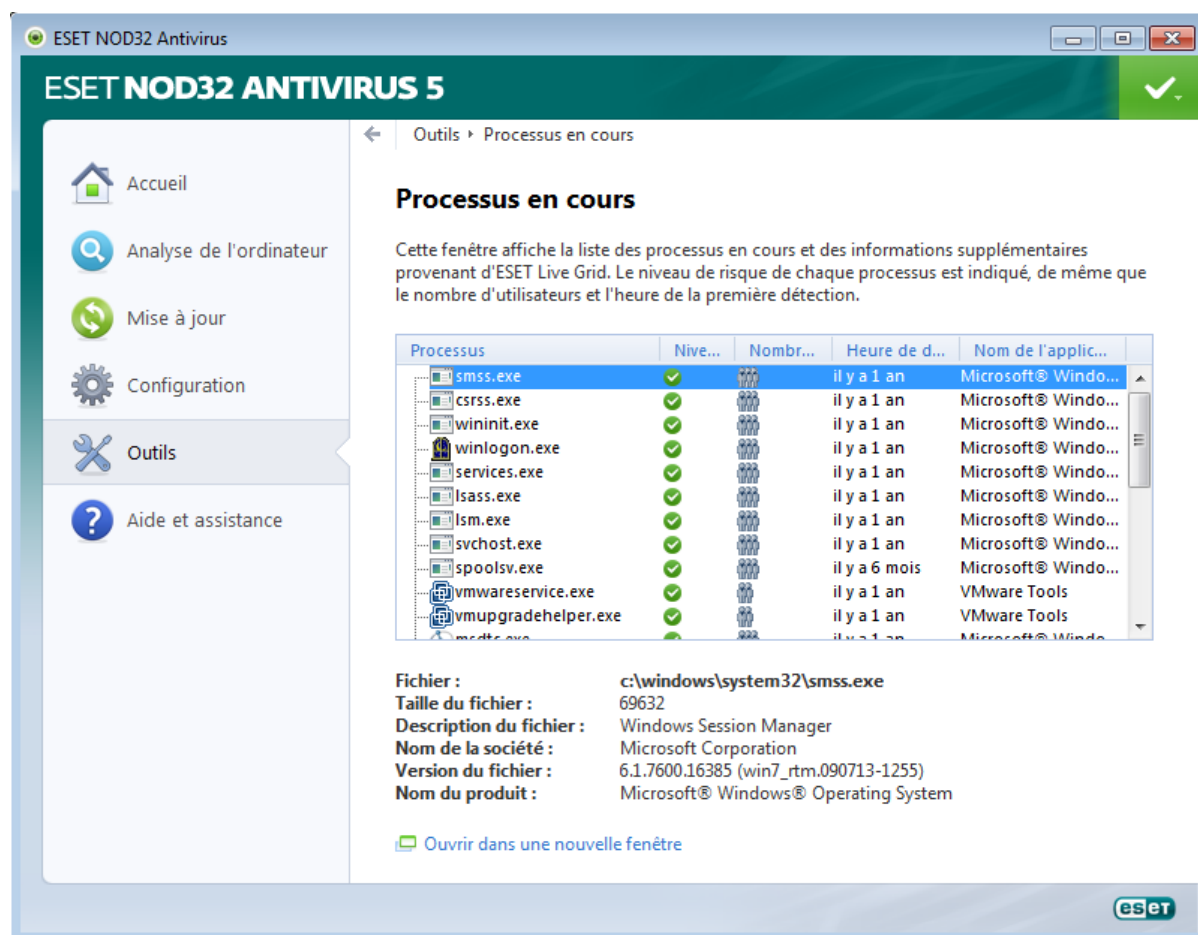 ESET NOD32 Antivirus
ESET NOD32 ANTIVIRUS 5
Accueil
Analyse de l'ordinateur
Mise à jour
Configuration
Outils
Aide et assistance
Outils ▸ Processus en cours
Processus en cours
Cette fenêtre affiche la liste des processus en cours et des informations supplémentaires
provenant d'ESET Live Grid. Le niveau de risque de chaque processus est indiqué, de même que
le nombre d'utilisateurs et l'heure de la première détection.
Processus Nive... Nombr... Heure de d... Nom de l'applic...
smss.exe il y a 1 an Microsoft® Windo...
csrss.exe il y a 1 an Microsoft® Windo...
wininit.exe il y a 1 an Microsoft® Windo...
winlogon.exe il y a 1 an Microsoft® Windo...
services.exe il y a 1 an Microsoft® Windo...
lsass.exe il y a 1 an Microsoft® Windo...
lsm.exe il y a 1 an Microsoft® Windo...
svchost.exe il y a 1 an Microsoft® Windo...
spoolsv.exe il y a 6 mois Microsoft® Windo...
vmwareservice.exe il y a 1 an VMware Tools
vmupgradehelper.exe il y a 1 an VMware Tools
msdtc.exe il y a 1 an Microsoft® Windo...
Fichier : c:\windows\system32\smss.exe
Taille du fichier : 69632
Description du fichier : Windows Session Manager
Nom de la société : Microsoft Corporation
Version du fichier : 6.1.7600.16385 (win7_rtm.090713-1255)
Nom du produit : Microsoft® Windows® Operating System
Ouvrir dans une nouvelle fenêtre
eseT